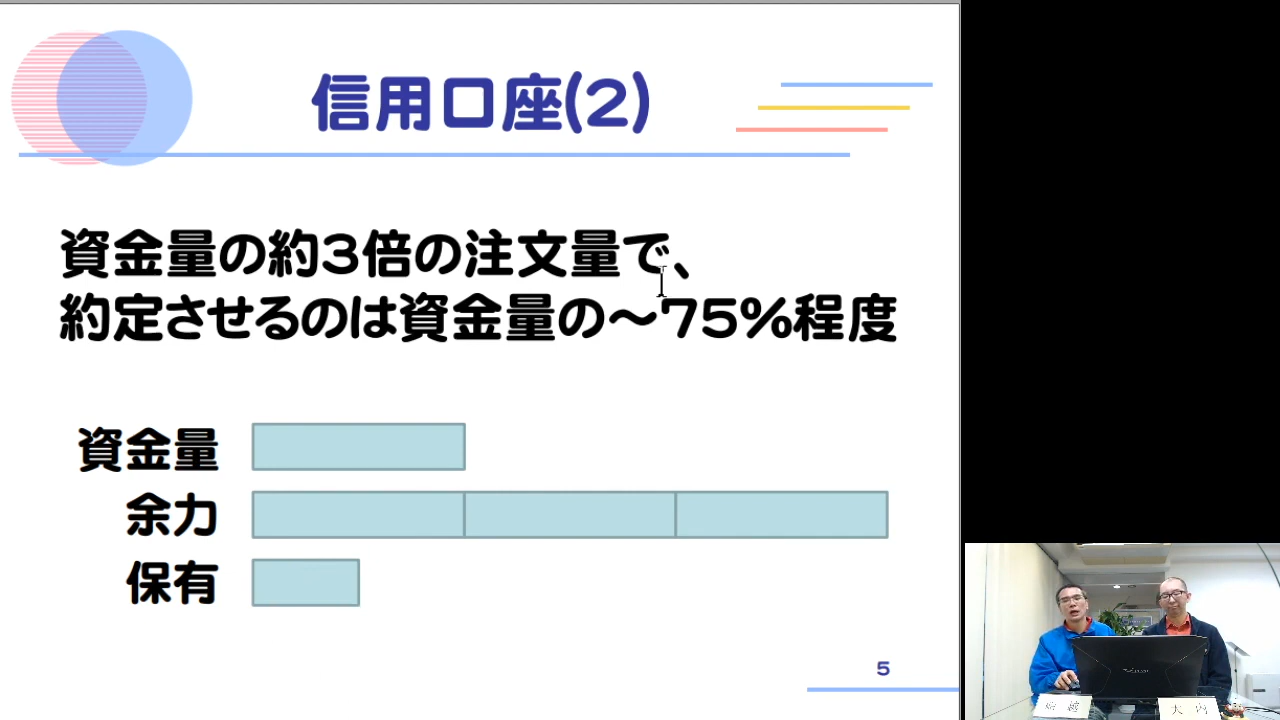 信用口座(2)
資金量の約3倍の注文量で、
約定させるのは資金量の～75%程度
資金量
余力
保有
5
大 内